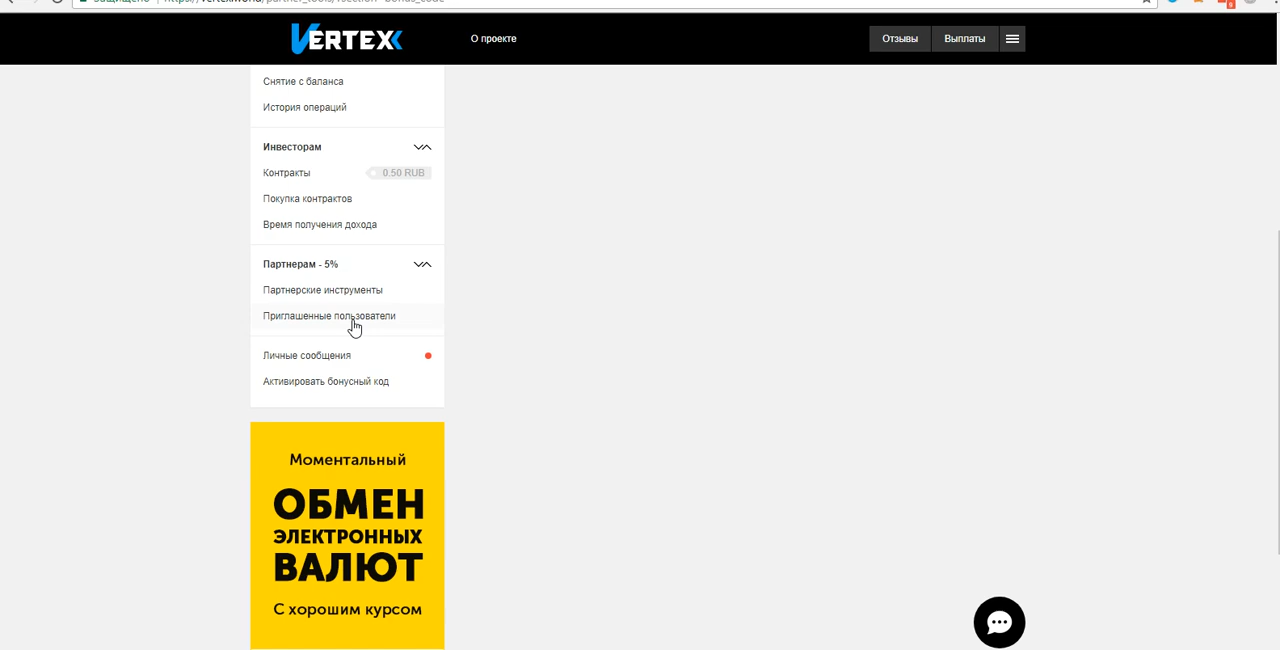 VERTEX
О проекте
Отзывы
Выплаты
Снятие с баланса
История операций
Инвесторам
Контракты
0.50 RUB
Покупка контрактов
Время получения дохода
Партнерам - 5%
Партнерские инструменты
Приглашенные пользователи
Личные сообщения
Активировать бонусный код
Моментальный
ОБМЕН
ЭЛЕКТРОННЫХ
ВАЛЮТ
С хорошим курсом